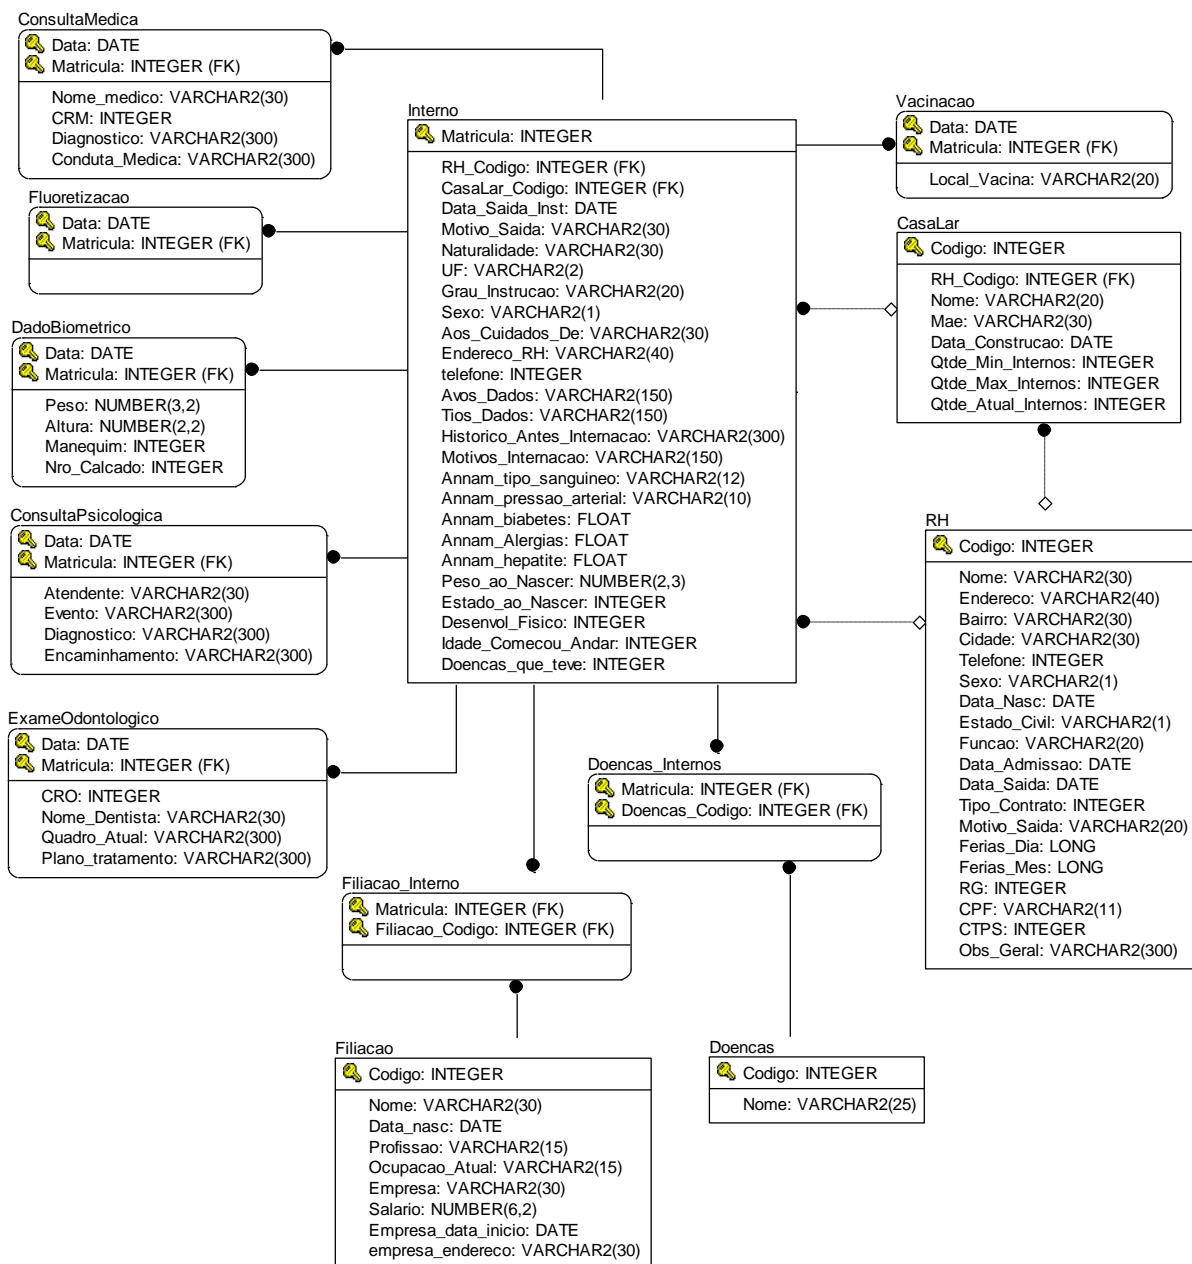 ConsultaMedica
Data: DATE
Matricula: INTEGER (FK)
Nome_medico: VARCHAR2(30)
CRM: INTEGER
Diagnostico: VARCHAR2(300)
Conduta_Medica: VARCHAR2(300)
Fluoretizacao
Data: DATE
Matricula: INTEGER (FK)
DadoBiometrico
Data: DATE
Matricula: INTEGER (FK)
Peso: NUMBER(3,2)
Altura: NUMBER(2,2)
Manequim: INTEGER
Nro_Calcado: INTEGER
ConsultaPsicologica
Data: DATE
Matricula: INTEGER (FK)
Atendente: VARCHAR2(30)
Evento: VARCHAR2(300)
Diagnostico: VARCHAR2(300)
Encaminhamento: VARCHAR2(300)
ExameOdontologico
Data: DATE
Matricula: INTEGER (FK)
CRO: INTEGER
Nome_Dentista: VARCHAR2(30)
Quadro_Atual: VARCHAR2(300)
Plano_tratamento: VARCHAR2(300)
Interno
Matricula: INTEGER
RH_Codigo: INTEGER (FK)
CasaLar_Codigo: INTEGER (FK)
Data_Saida_Inst: DATE
Motivo_Saida: VARCHAR2(30)
Naturalidade: VARCHAR2(30)
UF: VARCHAR2(2)
Grau_Instrucao: VARCHAR2(20)
Sexo: VARCHAR2(1)
Aos_Cuidados_De: VARCHAR2(30)
Endereco_RH: VARCHAR2(40)
telefone: INTEGER
Avos_Dados: VARCHAR2(150)
Tios_Dados: VARCHAR2(150)
Historico_Antes_Internacao: VARCHAR2(300)
Motivos_Internacao: VARCHAR2(150)
Annam_tipo_sanguineo: VARCHAR2(12)
Annam_pressao_arterial: VARCHAR2(10)
Annam_biabetes: FLOAT
Annam_Alergias: FLOAT
Annam_hepatite: FLOAT
Peso_ao_Nascer: NUMBER(2,3)
Estado_ao_Nascer: INTEGER
Desenvol_Fisico: INTEGER
Idade_Comecou_Andar: INTEGER
Doencas_que_teve: INTEGER
Vacinacao
Data: DATE
Matricula: INTEGER (FK)
Local_Vacina: VARCHAR2(20)
CasaLar
Codigo: INTEGER
RH_Codigo: INTEGER (FK)
Nome: VARCHAR2(20)
Mae: VARCHAR2(30)
Data_Construcao: DATE
Qtde_Min_Internos: INTEGER
Qtde_Max_Internos: INTEGER
Qtde_Atual_Internos: INTEGER
RH
Codigo: INTEGER
Nome: VARCHAR2(30)
Endereco: VARCHAR2(40)
Bairro: VARCHAR2(30)
Cidade: VARCHAR2(30)
Telefone: INTEGER
Sexo: VARCHAR2(1)
Data_Nasc: DATE
Estado_Civil: VARCHAR2(1)
Funcao: VARCHAR2(20)
Data_Admissao: DATE
Data_Saida: DATE
Tipo_Contrato: INTEGER
Motivo_Saida: VARCHAR2(20)
Ferias_Dia: LONG
Ferias_Mes: LONG
RG: INTEGER
CPF: VARCHAR2(11)
CTPS: INTEGER
Obs_Geral: VARCHAR2(300)
Doencas_Internos
Matricula: INTEGER (FK)
Doencas_Codigo: INTEGER (FK)
Filiacao_Interno
Matricula: INTEGER (FK)
Filiacao_Codigo: INTEGER (FK)
Filiacao
Codigo: INTEGER
Nome: VARCHAR2(30)
Data_nasc: DATE
Profissao: VARCHAR2(15)
Ocupacao_Atual: VARCHAR2(15)
Empresa: VARCHAR2(30)
Salario: NUMBER(6,2)
Empresa_data_inicio: DATE
empresa_endereco: VARCHAR2(30)
Doencas
Codigo: INTEGER
Nome: VARCHAR2(25)